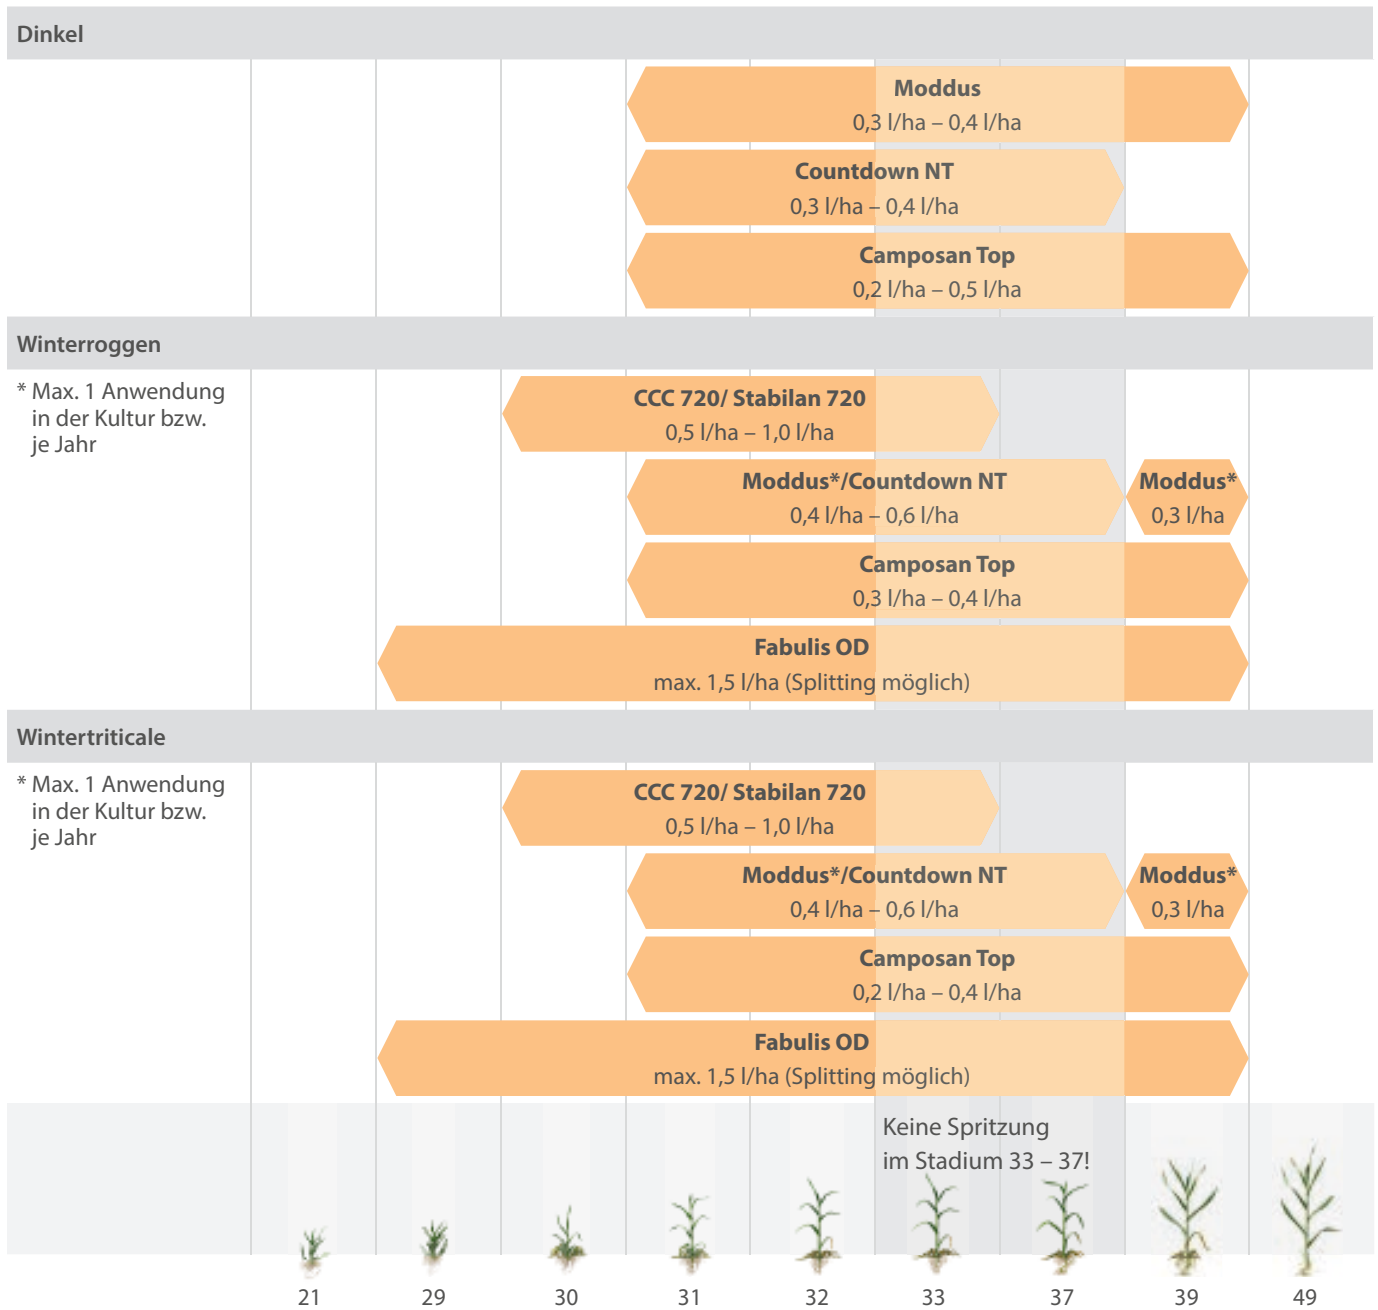 Dinkel
Moddus
0,3 l/ha – 0,4 l/ha
Countdown NT
0,3 l/ha – 0,4 l/ha
Camposan Top
0,2 l/ha – 0,5 l/ha
Winterroggen
* Max. 1 Anwendung
in der Kultur bzw.
je Jahr
CCC 720/ Stabilan 720
0,5 l/ha – 1,0 l/ha
Moddus*/Countdown NT
0,4 l/ha – 0,6 l/ha
Moddus*
0,3 l/ha
Camposan Top
0,3 l/ha – 0,4 l/ha
Fabulis OD
max. 1,5 l/ha (Splitting möglich)
Wintertriticale
* Max. 1 Anwendung
in der Kultur bzw.
je Jahr
CCC 720/ Stabilan 720
0,5 l/ha – 1,0 l/ha
Moddus*/Countdown NT
0,4 l/ha – 0,6 l/ha
Moddus*
0,3 l/ha
Camposan Top
0,2 l/ha – 0,4 l/ha
Fabulis OD
max. 1,5 l/ha (Splitting möglich)
Keine Spritzung
im Stadium 33 – 37!
21 29 30 31 32 33 37 39 49